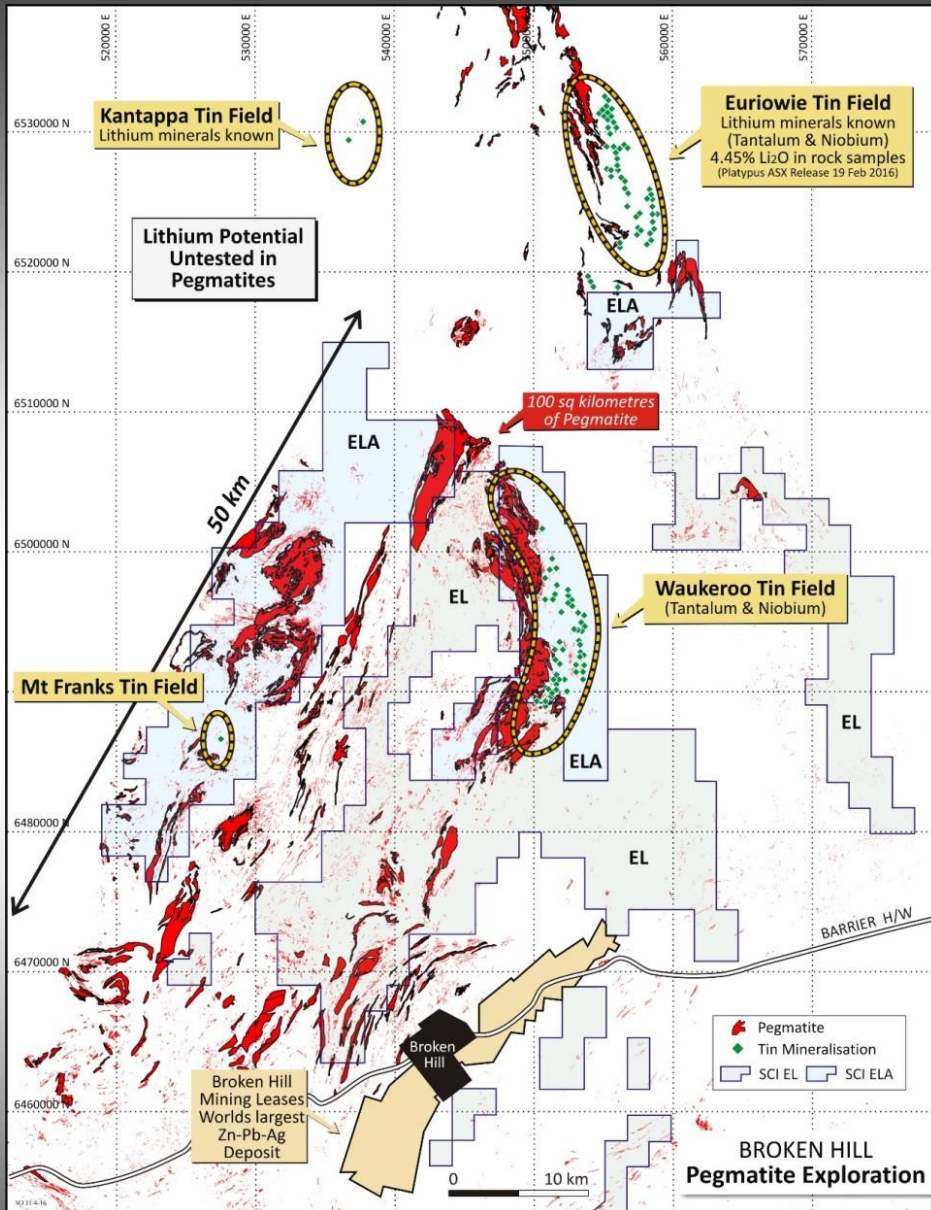 520000 E
530000 E
540000 E
550000 E
560000 E
570000 E
Kantappa Tin Field
Lithium minerals known
Euriowie Tin Field
Lithium minerals known
(Tantalum & Niobium)
4.45% Li2O in rock samples
(Platypus ASX Release 19 Feb 2016)
6530000 N
Lithium Potential
Untested in
Pegmatites
6520000 N
ELA
6510000 N
100 sq kilometres
of Pegmatite
ELA
50 km
6500000 N
EL
Waukeroo Tin Field
(Tantalum & Niobium)
Mt Franks Tin Field
EL
ELA
6480000 N
EL
BARRIER H/W
6470000 N
Broken
Hill
Pegmatite
Tin Mineralisation
SCI EL
SCI ELA
6460000 N
Broken Hill
Mining Leases
Worlds largest
Zn-Pb-Ag
Deposit
0
10 km
BROKEN HILL
Pegmatite Exploration